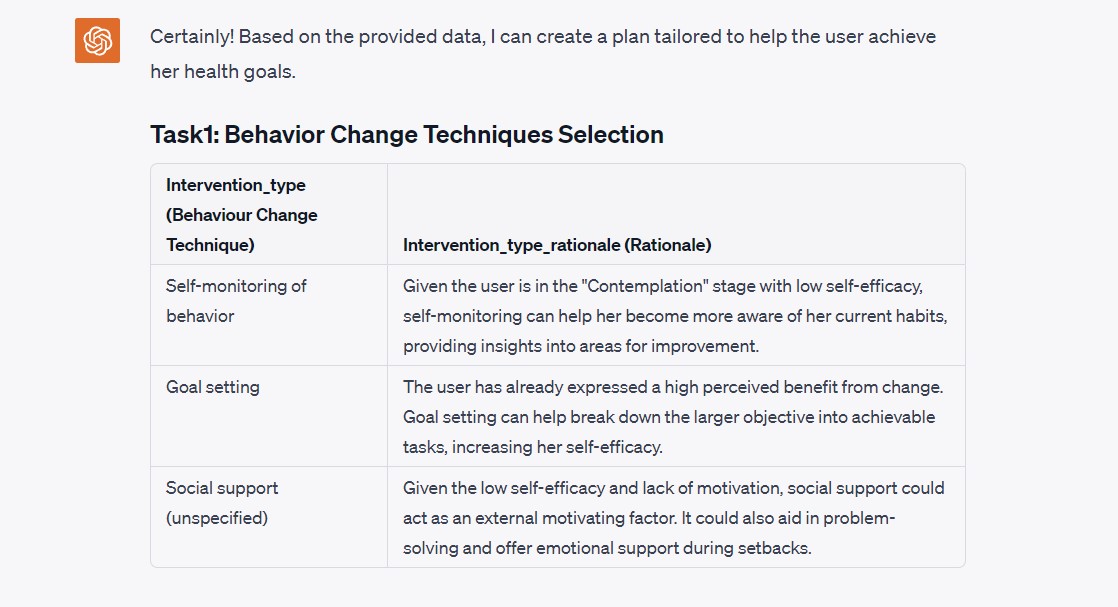 Certainly! Based on the provided data, I can create a plan tailored to help the user achieve
her health goals.
Task1: Behavior Change Techniques Selection
Intervention_type
(Behaviour Change
Technique)
Intervention_type_rationale (Rationale)
Self-monitoring of
behavior
Given the user is in the "Contemplation" stage with low self-efficacy,
self-monitoring can help her become more aware of her current habits,
providing insights into areas for improvement.
Goal setting
The user has already expressed a high perceived benefit from change.
Goal setting can help break down the larger objective into achievable
tasks, increasing her self-efficacy.
Social support
(unspecified)
Given the low self-efficacy and lack of motivation, social support could
act as an external motivating factor. It could also aid in problem-
solving and offer emotional support during setbacks.